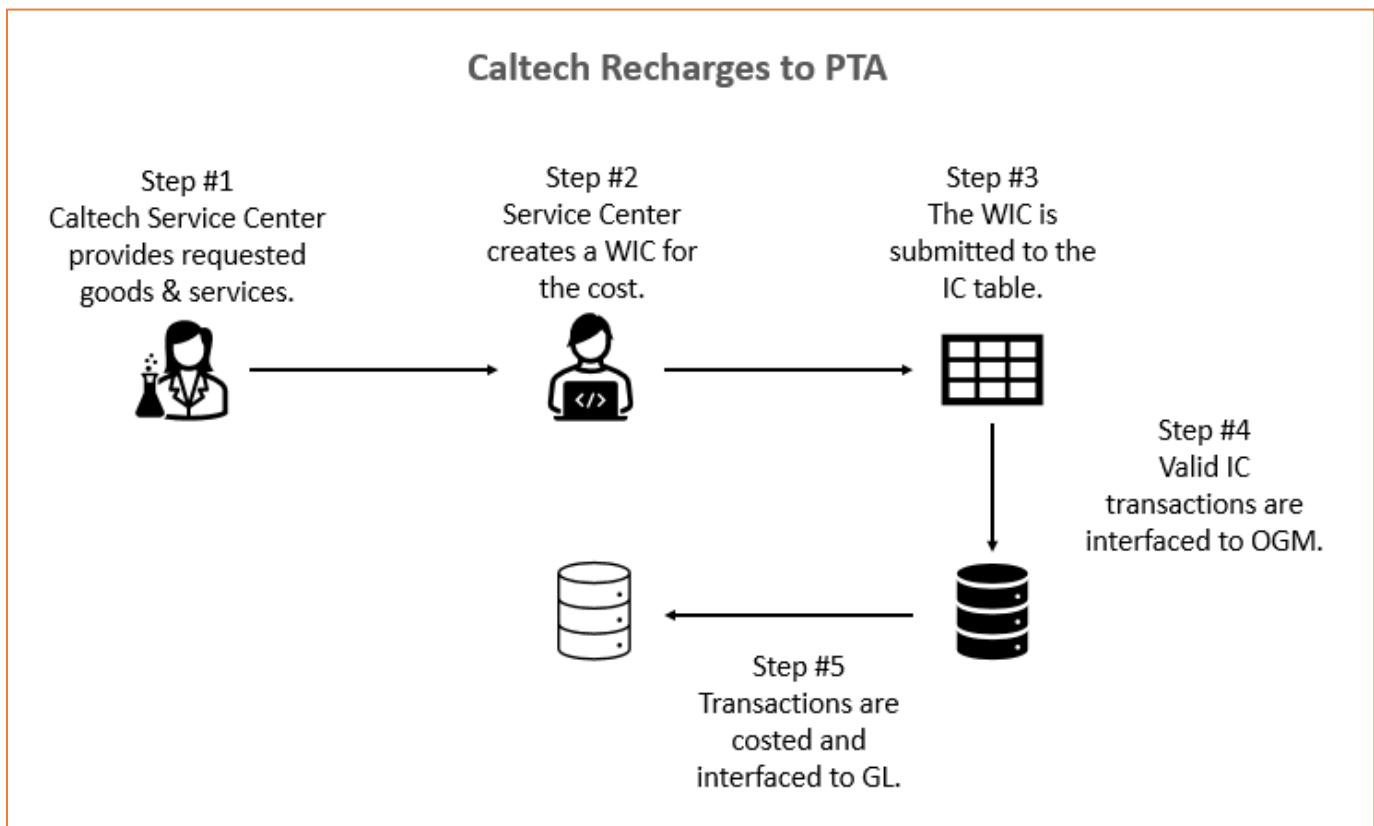 Caltech Recharges to PTA
Step #1
Caltech Service Center
provides requested
goods & services.
Step #2
Service Center
creates a WIC for
the cost.
Step #3
The WIC is
submitted to the
IC table.
</>
Step #4
Valid IC
transactions are
interfaced to OGM.
Step #5
Transactions are
costed and
interfaced to GL.